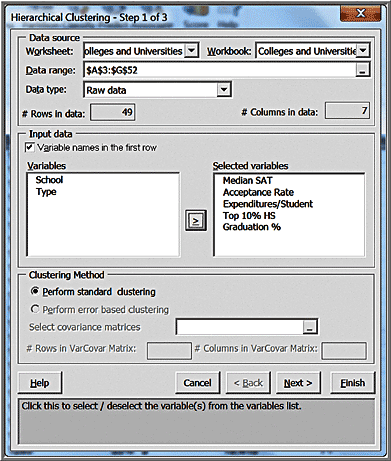 Hierarchical Clustering - Step 1 of 3
Data source
Worksheet: olleges and Universities Workbook: Colleges and Universitie
Data range: $A$3:$G$52
Data type: Raw data
# Rows in data: 49 # Columns in data: 7
Input data
Variable names in the first row
Variables Selected variables
School Median SAT
Type Acceptance Rate
Expenditures/Student
> Top 10% HS
Graduation %
Clustering Method
Perform standard clustering
Perform error based clustering
Select covariance matrices
# Rows in VarCovar Matrix: # Columns in VarCovar Matrix:
Help Cancel < Back Next > Finish
Click this to select / deselect the variable(s) from the variables list.